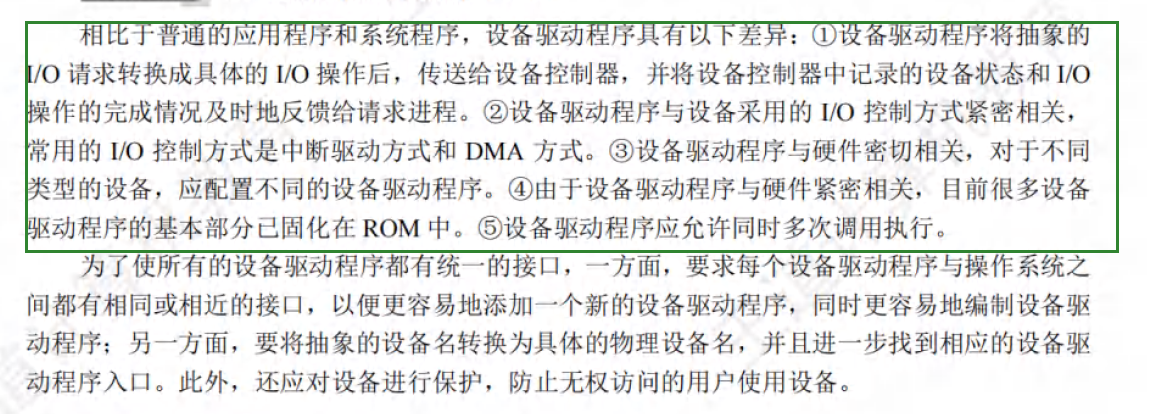 相比于普通的应用程序和系统程序，设备驱动程序具有以下差异：①设备驱动程序将抽象的
I/O 请求转换成具体的 I/O 操作后，传送给设备控制器，并将设备控制器中记录的设备状态和 I/O
操作的完成情况及时地反馈给请求进程。②设备驱动程序与设备采用的 I/O 控制方式紧密相关，
常用的 I/O 控制方式是中断驱动方式和 DMA 方式。③设备驱动程序与硬件密切相关，对于不同
类型的设备，应配置不同的设备驱动程序。④由于设备驱动程序与硬件紧密相关，目前很多设备
驱动程序的基本部分已固化在 ROM 中。⑤设备驱动程序应允许同时多次调用执行。
为了使所有的设备驱动程序都有统一的接口，一方面，要求每个设备驱动程序与操作系统之
间都有相同或相近的接口，以便更容易地添加一个新的设备驱动程序，同时更容易地编制设备驱
动程序；另一方面，要将抽象的设备名转换为具体的物理设备名，并且进一步找到相应的设备驱
动程序入口。此外，还应对设备进行保护，防止无权访问的用户使用设备。